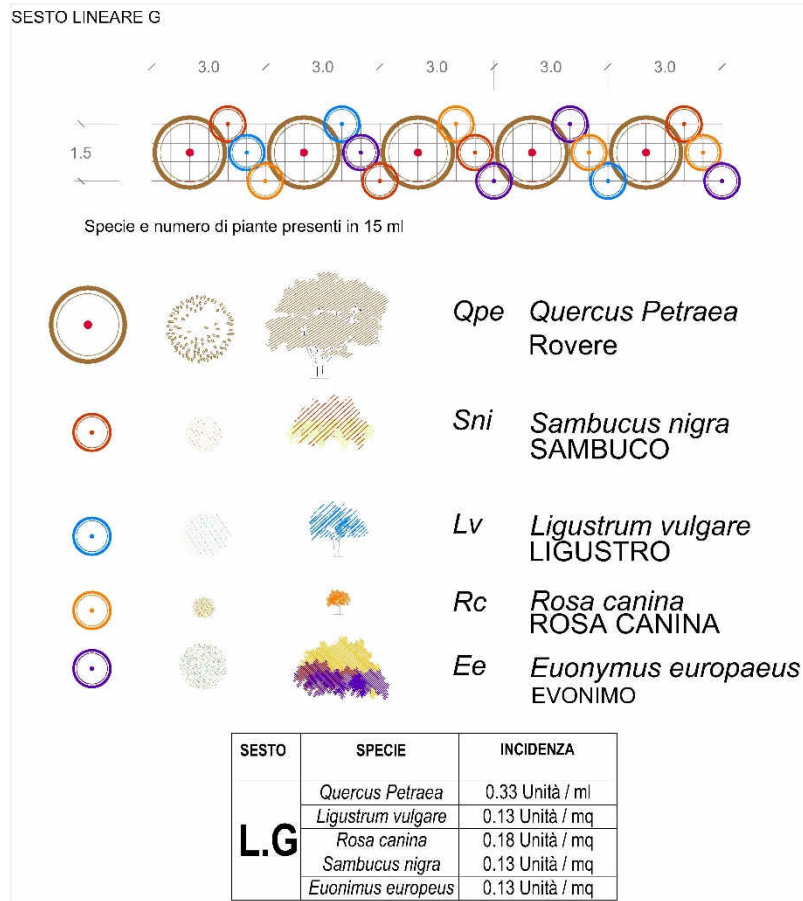 SESTO LINEARE G
3.0 3.0 3.0 3.0 3.0
1.5
Specie e numero di piante presenti in 15 ml
Qpe Quercus Petraea
Rovere
Sni Sambucus nigra
SAMBUCO
Lv Ligustrum vulgare
LIGUSTRO
Rc Rosa canina
ROSA CANINA
Ee Euonymus europaeus
EVONIMO
SESTO SPECIE INCIDENZA
L.G
Quercus Petraea 0.33 Unità / ml
Ligustrum vulgare 0.13 Unità / mq
Rosa canina 0.18 Unità / mq
Sambucus nigra 0.13 Unità / mq
Euonimus europeus 0.13 Unità / mq